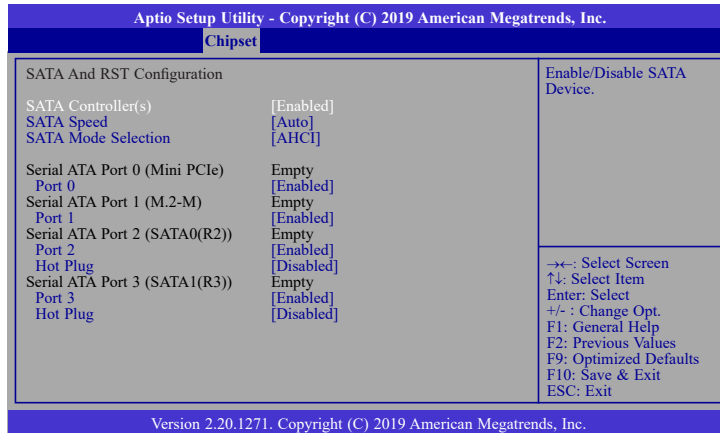 Aptio Setup Utility - Copyright (C) 2019 American Megatrends, Inc.
Chipset
SATA And RST Configuration
SATA Controller(s) [Enabled]
SATA Speed [Auto]
SATA Mode Selection [AHCI]
Serial ATA Port 0 (Mini PCIe) Empty
Port 0 [Enabled]
Serial ATA Port 1 (M.2-M) Empty
Port 1 [Enabled]
Serial ATA Port 2 (SATA0(R2)) Empty
Port 2 [Enabled]
Hot Plug [Disabled]
Serial ATA Port 3 (SATA1(R3)) Empty
Port 3 [Enabled]
Hot Plug [Disabled]
Enable/Disable SATA
Device.
→←: Select Screen
↑↓: Select Item
Enter: Select
+/- : Change Opt.
F1: General Help
F2: Previous Values
F9: Optimized Defaults
F10: Save & Exit
ESC: Exit
Version 2.20.1271. Copyright (C) 2019 American Megatrends, Inc.